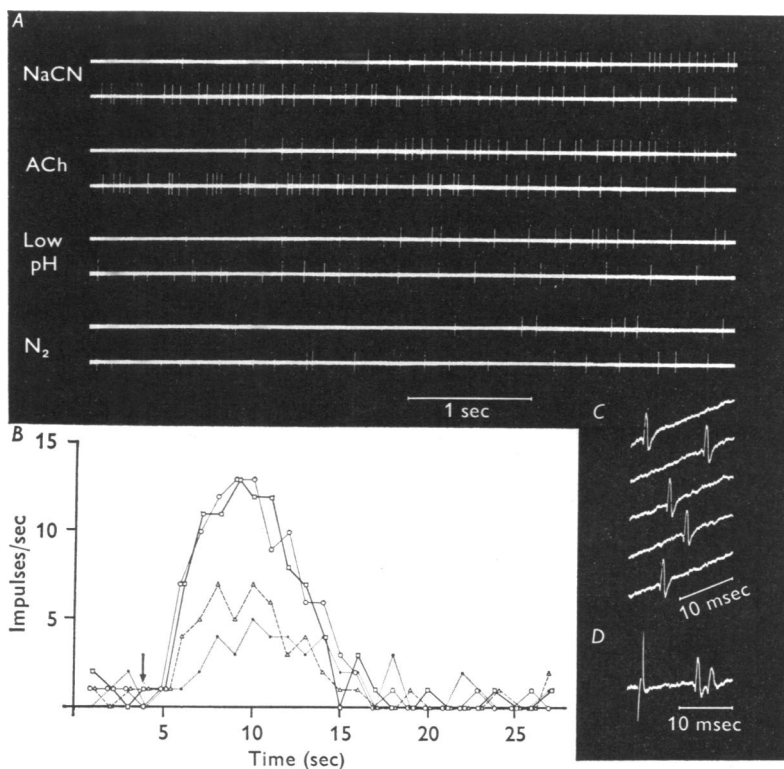 A
NaCN
ACh
Low
pH
N₂
1 sec
B
15
10
5
Impulses/sec
5
10
15
20
25
Time (sec)
C
10 msec
D
10 msec